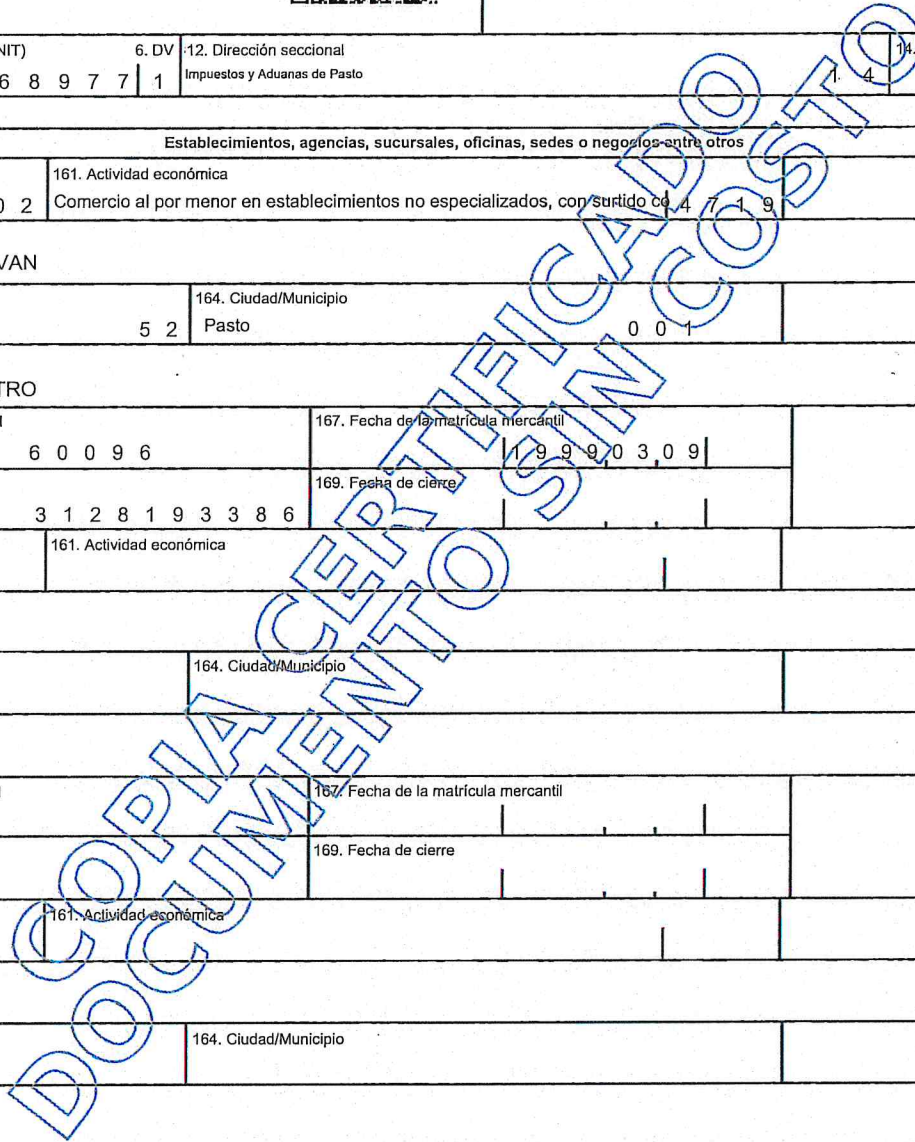 NIT) 6. DV 12. Dirección seccional 14.
6 8 9 7 7 1 Impuestos y Aduanas de Pasto 1 4
Establecimientos, agencias, sucursales, oficinas, sedes o negocios entre otros
161. Actividad económica
0 2 Comercio al por menor en establecimientos no especializados, con surtido co 4 7 1 9
VAN
164. Ciudad/Municipio
5 2 Pasto 0 0 1
TRO
167. Fecha de la matrícula mercantil
6 0 0 9 6 1 9 9 9 0 3 0 9
169. Fecha de cierre
3 1 2 8 1 9 3 3 8 6
161. Actividad económica
164. Ciudad/Municipio
167. Fecha de la matrícula mercantil
169. Fecha de cierre
161. Actividad económica
164. Ciudad/Municipio
COPIA CERTIFICADO
DOCUMENTO SIN COSTO